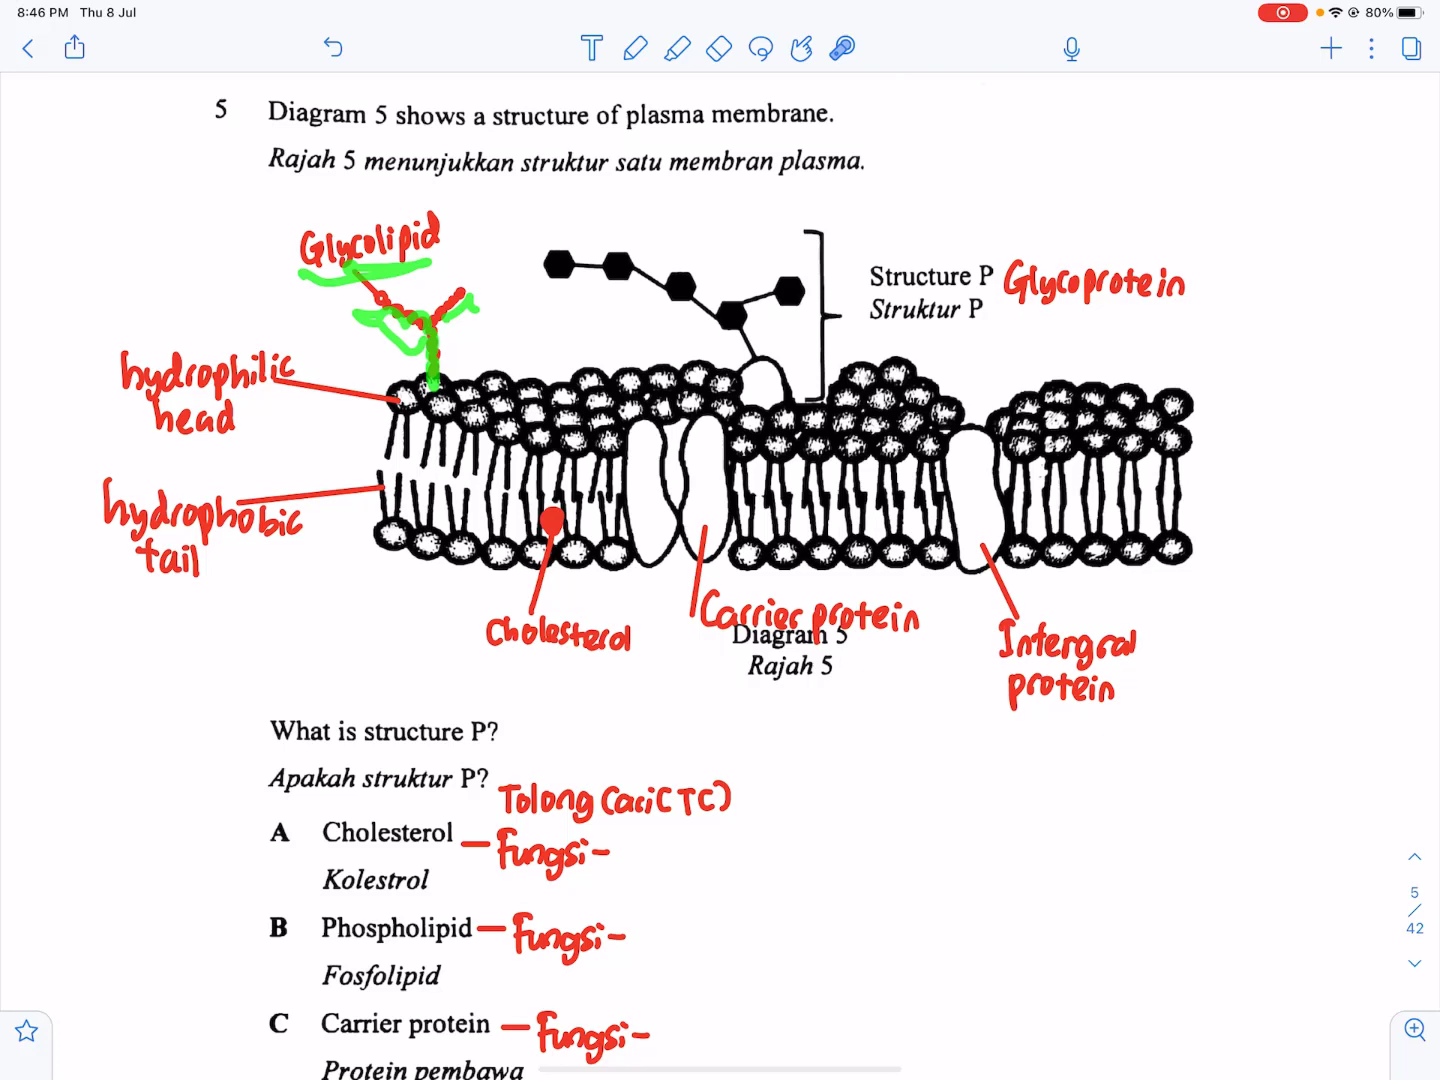 8:46 PM Thu 8 Jul
80%
5 Diagram 5 shows a structure of plasma membrane.
Rajah 5 menunjukkan struktur satu membran plasma.
Glycolipid
Structure P Glycoprotein
Struktur P
hydrophilic
head
hydrophobic
tail
Cholesterol
Carrier protein
Intergral
protein
Diagram 5
Rajah 5
What is structure P?
Apakah struktur P?
Tolong Cari (TC)
A Cholesterol - Fungsi -
Kolestrol
B Phospholipid - Fungsi -
Fosfolipid
C Carrier protein - Fungsi -
Protein pembawa
5
/
42